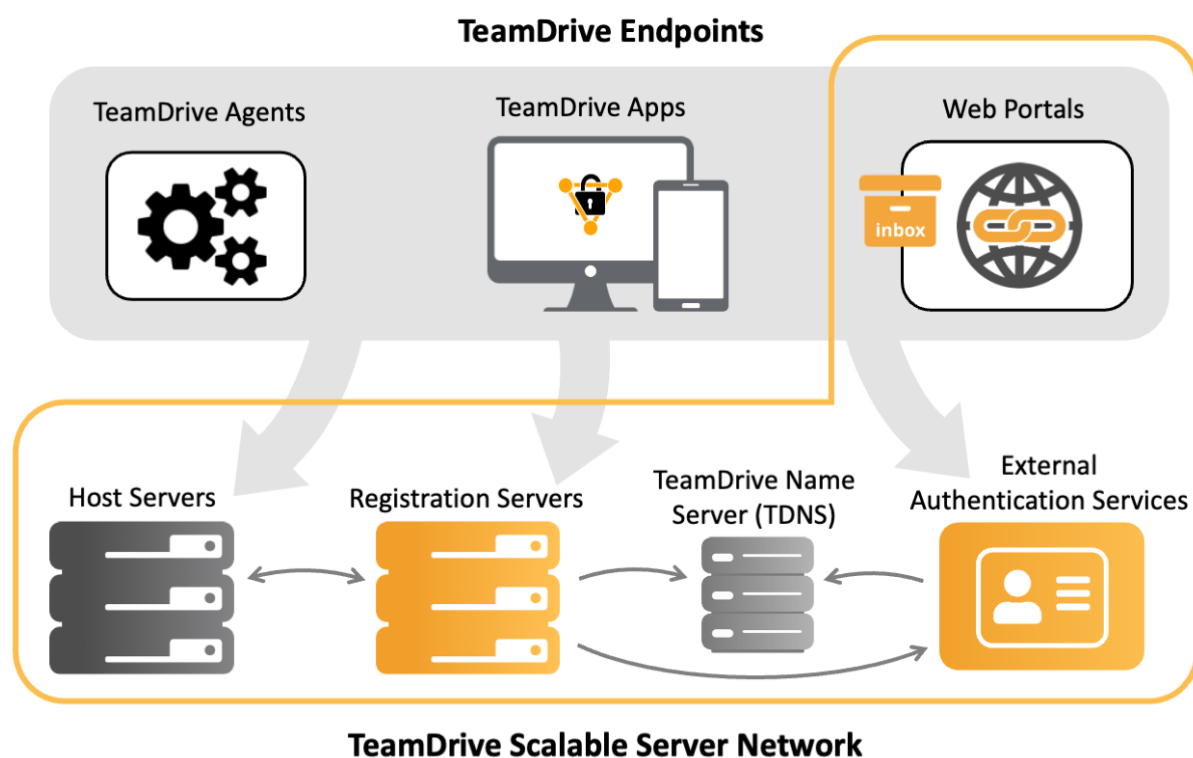 TeamDrive Endpoints
TeamDrive Agents
TeamDrive Apps
Web Portals
inbox
Host Servers
Registration Servers
TeamDrive Name
Server (TDNS)
External
Authentication Services
TeamDrive Scalable Server Network